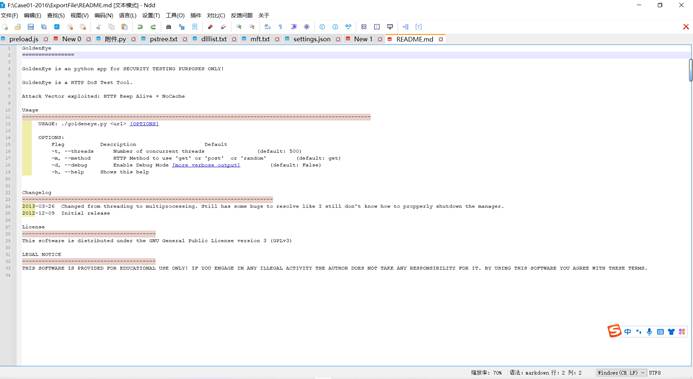 F:\Case01-2016\ExportFile\README.md [文本模式] - Ndd
文件(F) 编辑(E) 查找(S) 视图(V) 编码(N) 语言(L) 设置(T) 工具(O) 插件 对比(C) 反馈问题 关于
preload.js New 0 附件.py pstree.txt dlllist.txt mft.txt settings.json New 1 README.md
GoldenEye
================
GoldenEye is an python app for SECURITY TESTING PURPOSES ONLY!
GoldenEye is a HTTP DoS Test Tool.
Attack Vector exploited: HTTP Keep Alive + NoCache
Usage
USAGE: ./goldeneye.py <url> [OPTIONS]
OPTIONS:
Flag Description Default
-t, --threads Number of concurrent threads (default: 500)
-m, --method HTTP Method to use 'get' or 'post' or 'random' (default: get)
-d, --debug Enable Debug Mode [more verbose output] (default: False)
-h, --help Shows this help
Changelog
2013-03-26 Changed from threading to multiprocessing. Still has some bugs to resolve like I still don't know how to propperly shutdown the manager.
2012-12-09 Initial release
License
This software is distributed under the GNU General Public License version 3 (GPLv3)
LEGAL NOTICE
THIS SOFTWARE IS PROVIDED FOR EDUCATIONAL USE ONLY! IF YOU ENGAGE IN ANY ILLEGAL ACTIVITY THE AUTHOR DOES NOT TAKE ANY RESPONSIBILITY FOR IT. BY USING THIS SOFTWARE YOU AGREE WITH THESE TERMS.
S 中
缩放率: 70% 语法: markdown 行: 2 列: 2 Windows(CR LF) UTF8